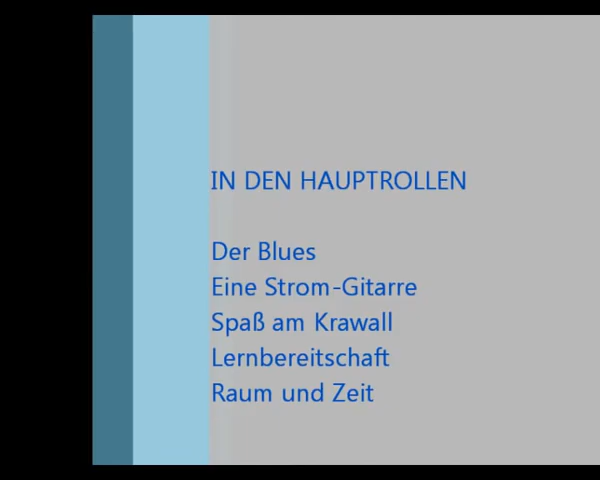 IN DEN HAUPTROLLEN
Der Blues
Eine Strom-Gitarre
Spaß am Krawall
Lernbereitschaft
Raum und Zeit